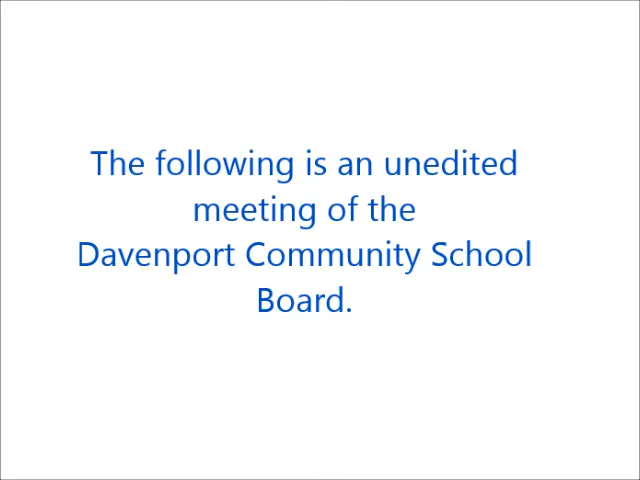 The following is an unedited
meeting of the
Davenport Community School
Board.